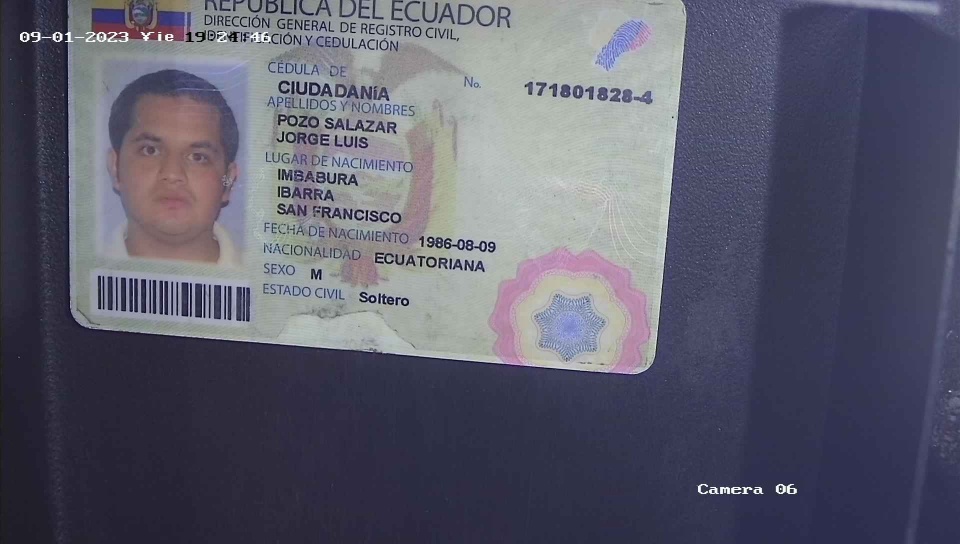 REPÚBLICA DEL ECUADOR
DIRECCIÓN GENERAL DE REGISTRO CIVIL,
IDENTIFICACIÓN Y CEDULACIÓN
09-01-2023 Vie 19:24:46
CÉDULA DE
CIUDADANÍA
No. 171801828-4
APELLIDOS Y NOMBRES
POZO SALAZAR
JORGE LUIS
LUGAR DE NACIMIENTO
IMBABURA
IBARRA
SAN FRANCISCO
FECHA DE NACIMIENTO 1986-08-09
NACIONALIDAD ECUATORIANA
SEXO M
ESTADO CIVIL Soltero
Camera 06